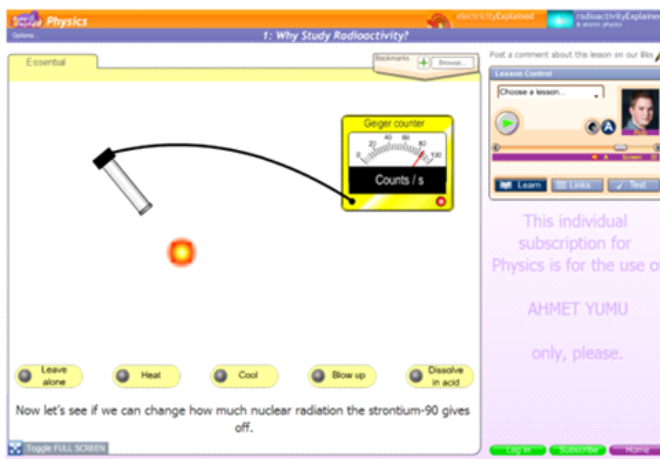 Physics
electricityExplained
radioactivityExplained
& atomic physics
Options...
1: Why Study Radioactivity?
Essential
Bookmarks
Browse...
Post a comment about this lesson on our Blog
Lesson Control
Choose a lesson...
A
Geiger counter
0 20 40 60 80 100
Counts / s
A Screen
Learn
Links
Test
This individual
subscription for
Physics is for the use of
AHMET YUMU
only, please.
Leave
alone
Heat
Cool
Blow up
Dissolve
in acid
Now let's see if we can change how much nuclear radiation the strontium-90 gives
off.
Toggle FULL SCREEN
Log in
Subscribe
Home